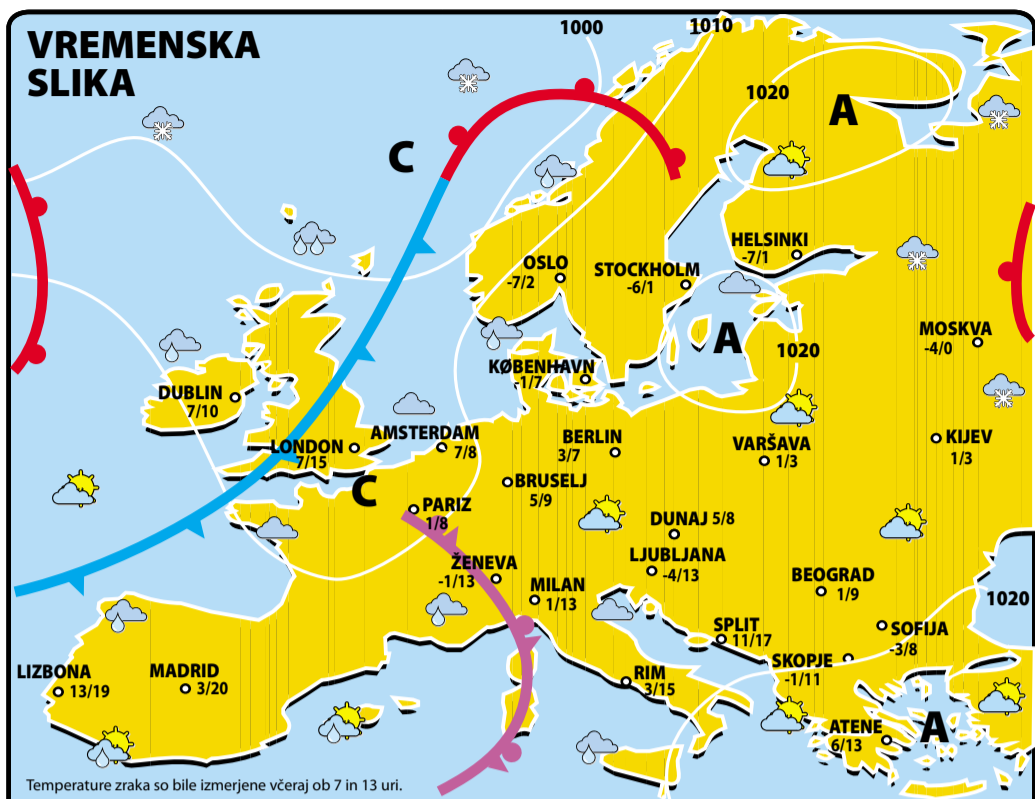 VREMENSKA
SLIKA
1000
1010
1020
A
C
HELSINKI
-7/1
OSLO
-7/2
STOCKHOLM
-6/1
A
1020
MOSKVA
-4/0
KØBENHAVN
-1/7
DUBLIN
7/10
LONDON
7/15
AMSTERDAM
7/8
BERLIN
3/7
VARŠAVA
1/3
KIJEV
1/3
C
BRUSELJ
5/9
PARIZ
1/8
DUNAJ 5/8
LJUBLJANA
-4/13
ŽENEVA
-1/13
MILAN
1/13
BEOGRAD
1/9
1020
SPLIT
11/17
SOFIJA
-3/8
SKOPJE
-1/11
LIZBONA
13/19
MADRID
3/20
RIM
3/15
ATENE
6/13
A
Temperature zraka so bile izmerjene včeraj ob 7 in 13 uri.